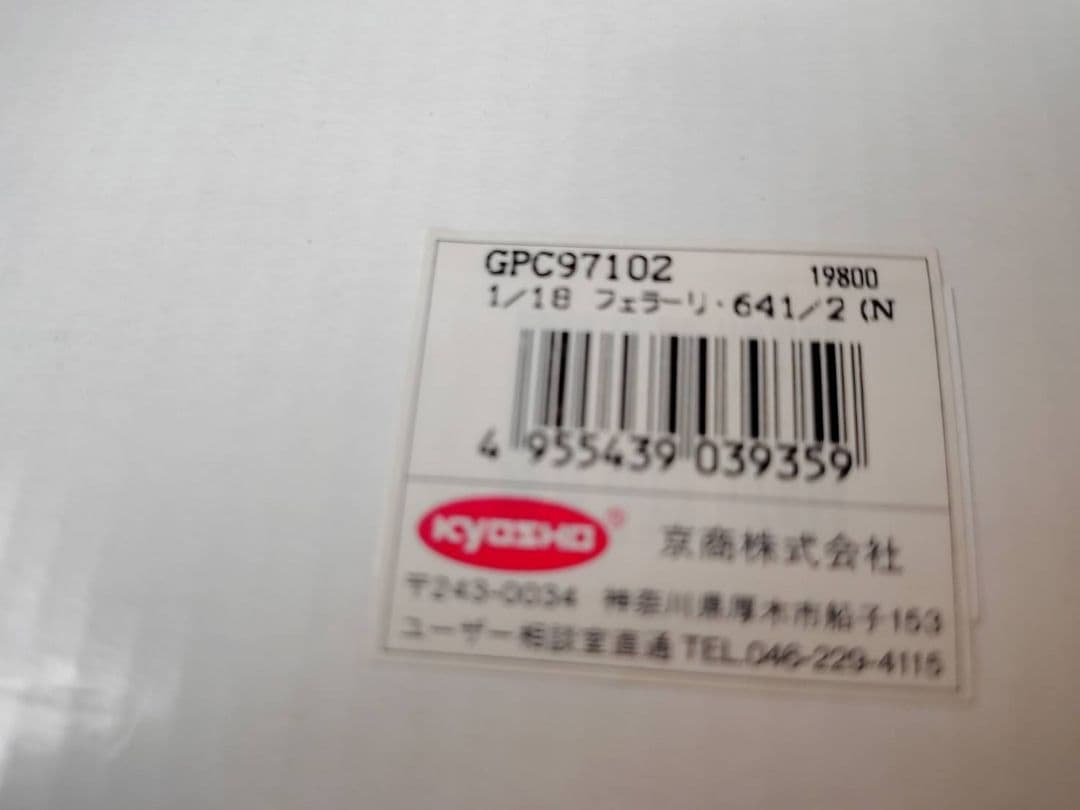 GPC97102 19800
1/18 フェラーリ・641/2 (N
4 955439 039359
KYOSHO® 京商株式会社
〒243-0034 神奈川県厚木市船子153
ユーザー相談室直通 TEL.046-229-4115